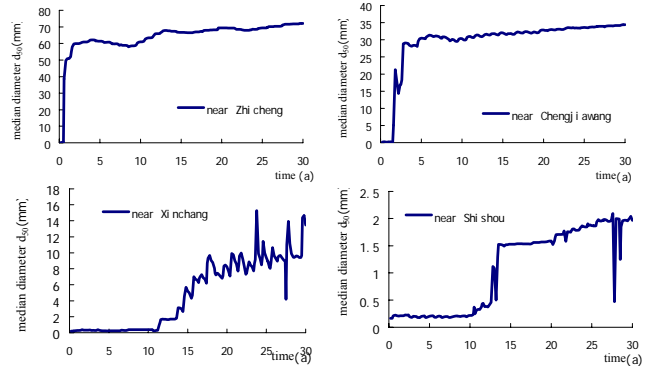 median diameter d50(mm)
80
70
60
50
40
30
20
10
0
near Zhi cheng
0 5 10 15 20 25 30
time (a)
median diameter d50(mm)
40
35
30
25
20
15
10
5
0
near Chengj i awang
0 5 10 15 20 25 30
time (a)
median diameter d50(mm)
18
16
14
12
10
8
6
4
2
0
near Xi nchang
0 5 10 15 20 25 30
time(a)
median diameter d50(mm)
2.5
2
1.5
1
0.5
0
near Shi shou
0 5 10 15 20 25 30
time(a)